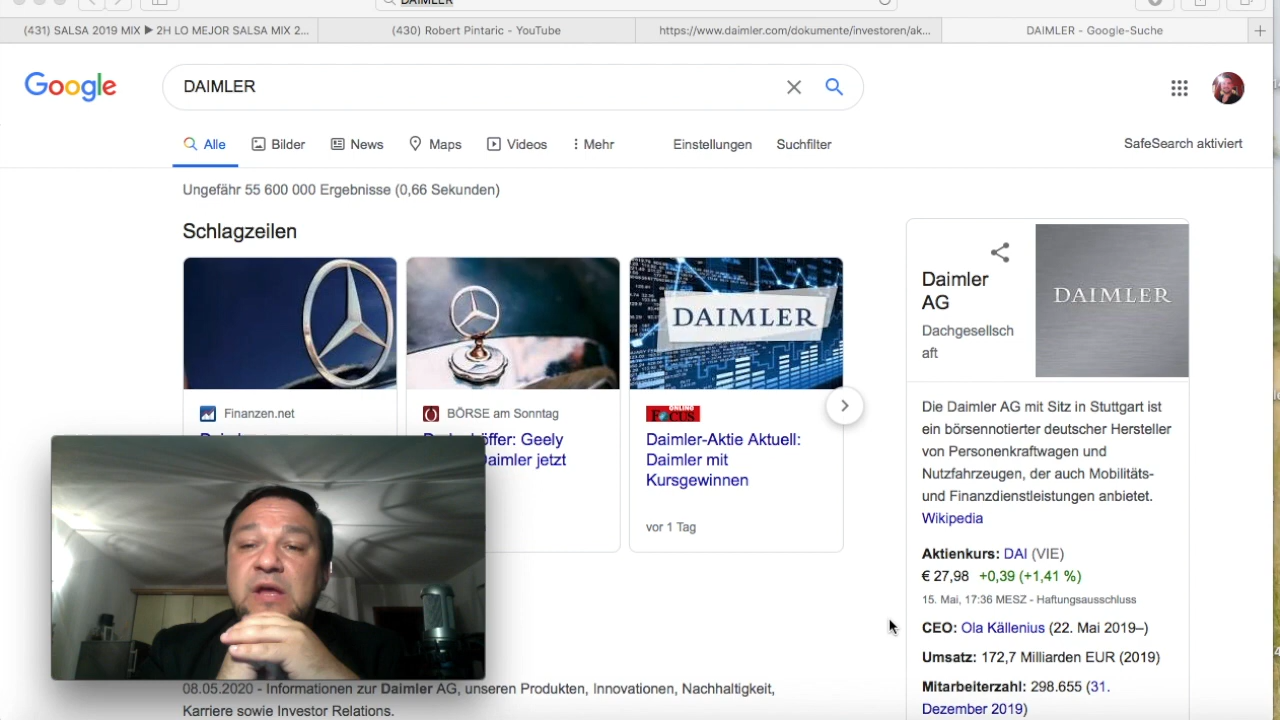 DAIMLER
(431) SALSA 2019 MIX ▶ 2H LO MEJOR SALSA MIX 2...
(430) Robert Pintaric - YouTube
https://www.daimler.com/dokumente/investoren/ak...
DAIMLER - Google-Suche
Google
DAIMLER
Alle
Bilder
News
Maps
Videos
Mehr
Einstellungen
Suchfilter
SafeSearch aktiviert
Ungefähr 55 600 000 Ergebnisse (0,66 Sekunden)
Schlagzeilen
Finanzen.net
BÖRSE am Sonntag
Geely
Daimler jetzt
DAIMLER
ONLINE
FOCUS
Daimler-Aktie Aktuell:
Daimler mit
Kursgewinnen
vor 1 Tag
08.05.2020 - Informationen zur Daimler AG, unseren Produkten, Innovationen, Nachhaltigkeit,
Karriere sowie Investor Relations.
Daimler
AG
Dachgesellsch
aft
DAIMLER
Die Daimler AG mit Sitz in Stuttgart ist
ein börsennotierter deutscher Hersteller
von Personenkraftwagen und
Nutzfahrzeugen, der auch Mobilitäts-
und Finanzdienstleistungen anbietet.
Wikipedia
Aktienkurs: DAI (VIE)
€ 27,98 +0,39 (+1,41 %)
15. Mai, 17:36 MESZ - Haftungsausschluss
CEO: Ola Källenius (22. Mai 2019–)
Umsatz: 172,7 Milliarden EUR (2019)
Mitarbeiterzahl: 298.655 (31.
Dezember 2019)